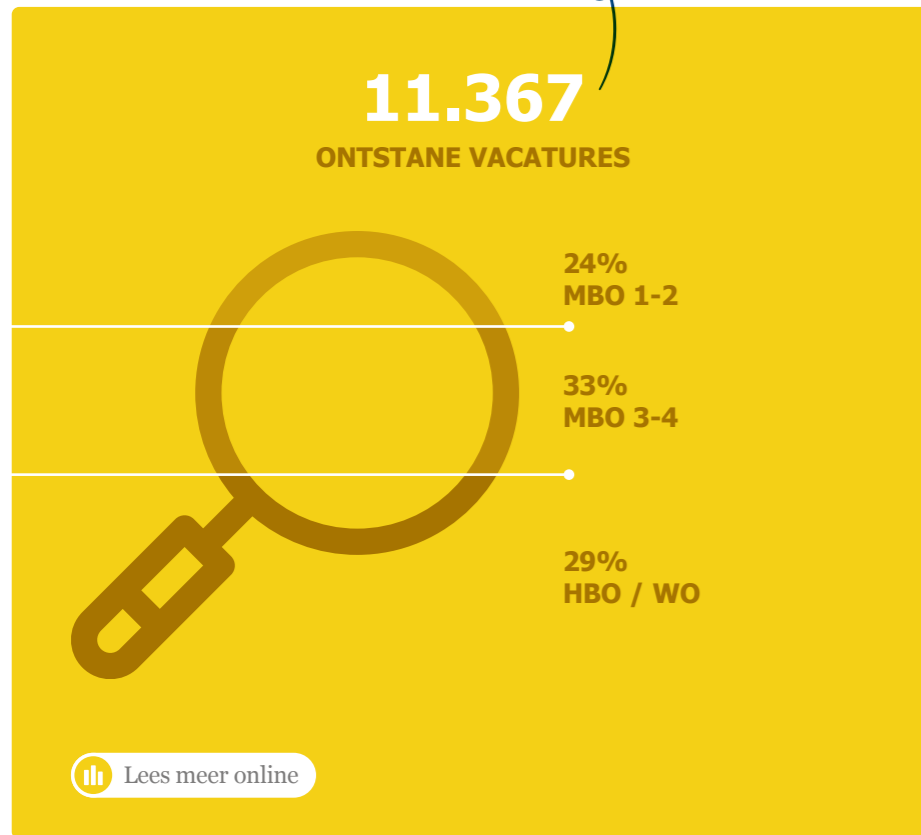 11.367
ONTSTANE VACATURES
24%
MBO 1-2
33%
MBO 3-4
29%
HBO / WO
Lees meer online